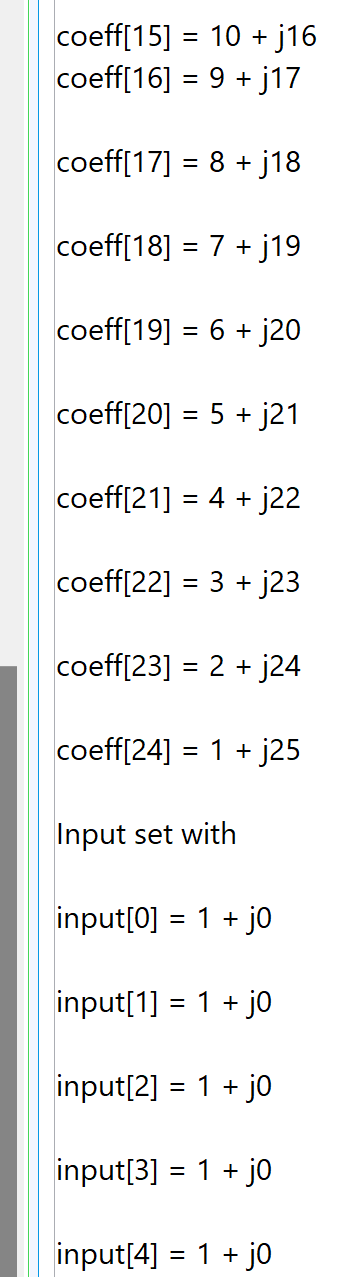 coeff[15] = 10 + j16
coeff[16] = 9 + j17
coeff[17] = 8 + j18
coeff[18] = 7 + j19
coeff[19] = 6 + j20
coeff[20] = 5 + j21
coeff[21] = 4 + j22
coeff[22] = 3 + j23
coeff[23] = 2 + j24
coeff[24] = 1 + j25
Input set with
input[0] = 1 + j0
input[1] = 1 + j0
input[2] = 1 + j0
input[3] = 1 + j0
input[4] = 1 + j0